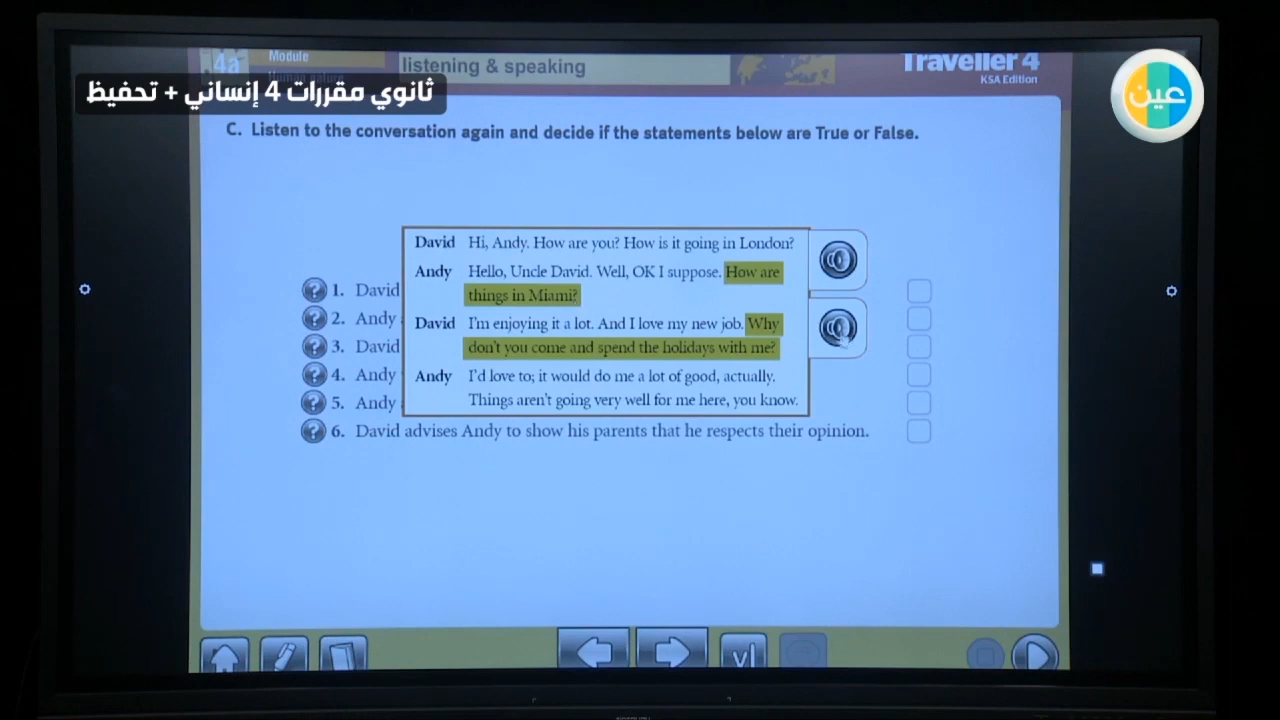 4a
Module
listening & speaking
Traveller 4
KSA Edition
ثانوي مقررات 4 إنساني + تحفيظ
عين
C. Listen to the conversation again and decide if the statements below are True or False.
David Hi, Andy. How are you? How is it going in London?
Andy Hello, Uncle David. Well, OK I suppose. How are
things in Miami?
David I'm enjoying it a lot. And I love my new job. Why
don't you come and spend the holidays with me?
Andy I'd love to; it would do me a lot of good, actually.
Things aren't going very well for me here, you know.
1. David
2. Andy
3. David
4. Andy
5. Andy
6. David advises Andy to show his parents that he respects their opinion.